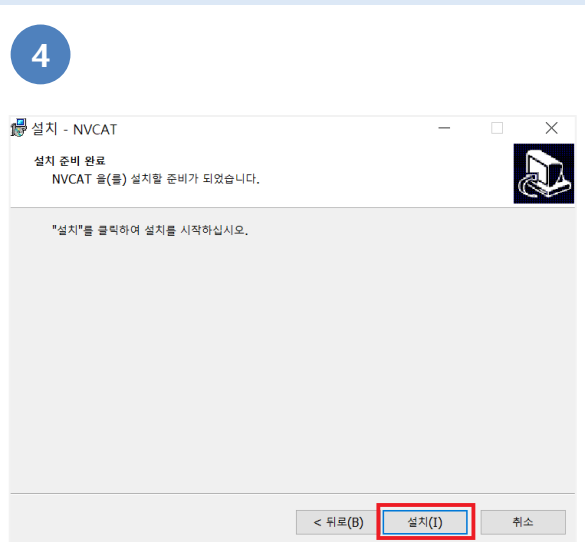 4
설치 - NVCAT
설치 준비 완료
NVCAT 을(를) 설치할 준비가 되었습니다.
"설치"를 클릭하여 설치를 시작하십시오.
< 뒤로(B) 설치(I) 취소